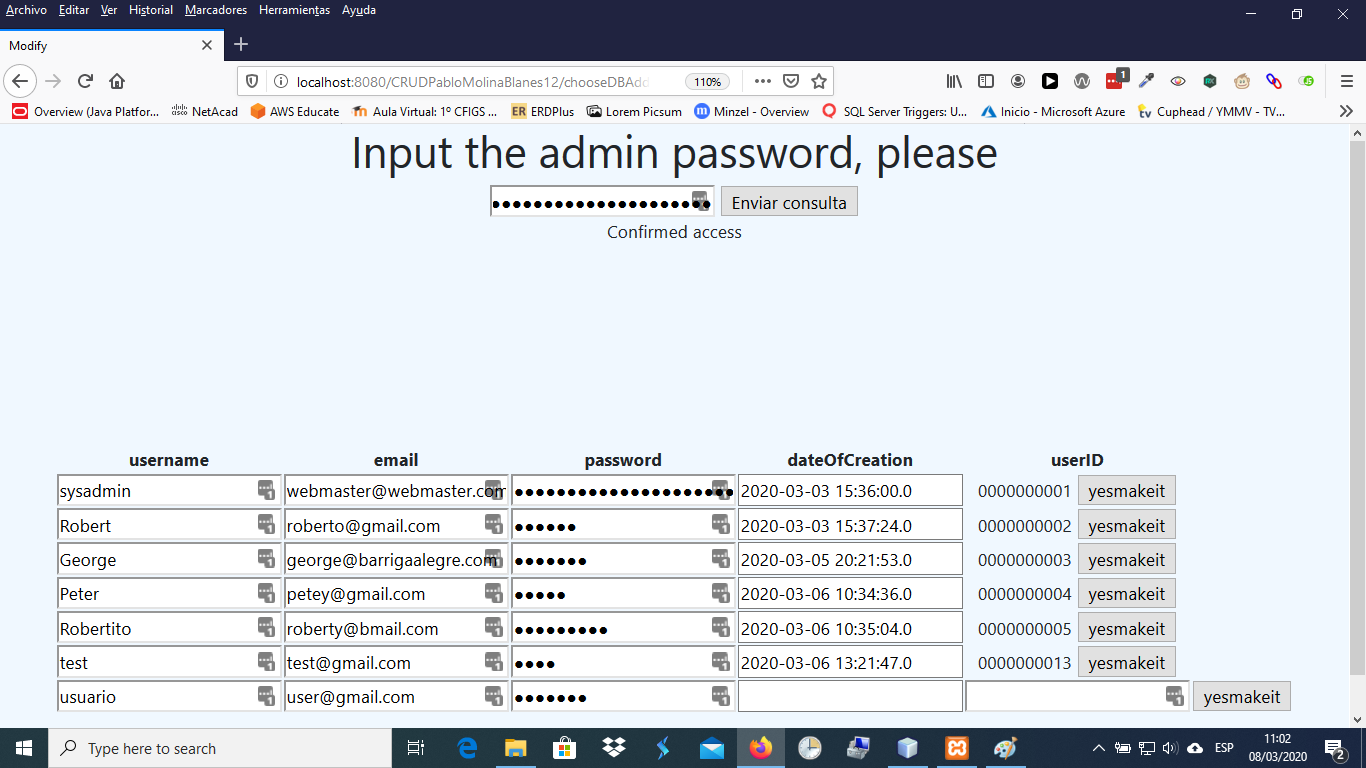 Archivo Editar Ver Historial Marcadores Herramientas Ayuda
Modify
localhost:8080/CRUDPabloMolinaBlanes12/chooseDBAdd 110% 1
Overview (Java Platfor... NetAcad AWS Educate Aula Virtual: 1º CFIGS ... ERDPlus Lorem Picsum Minzel - Overview SQL Server Triggers: U... Inicio - Microsoft Azure Cuphead / YMMV - TV...
Input the admin password, please
Enviar consulta
Confirmed access
username email password dateOfCreation userID
sysadmin webmaster@webmaster.com 2020-03-03 15:36:00.0 0000000001 yesmakeit
Robert roberto@gmail.com 2020-03-03 15:37:24.0 0000000002 yesmakeit
George george@barrigaalegre.com 2020-03-05 20:21:53.0 0000000003 yesmakeit
Peter petey@gmail.com 2020-03-06 10:34:36.0 0000000004 yesmakeit
Robertito roberty@bmail.com 2020-03-06 10:35:04.0 0000000005 yesmakeit
test test@gmail.com 2020-03-06 13:21:47.0 0000000013 yesmakeit
usuario user@gmail.com yesmakeit
Type here to search ESP 11:02
08/03/2020 2